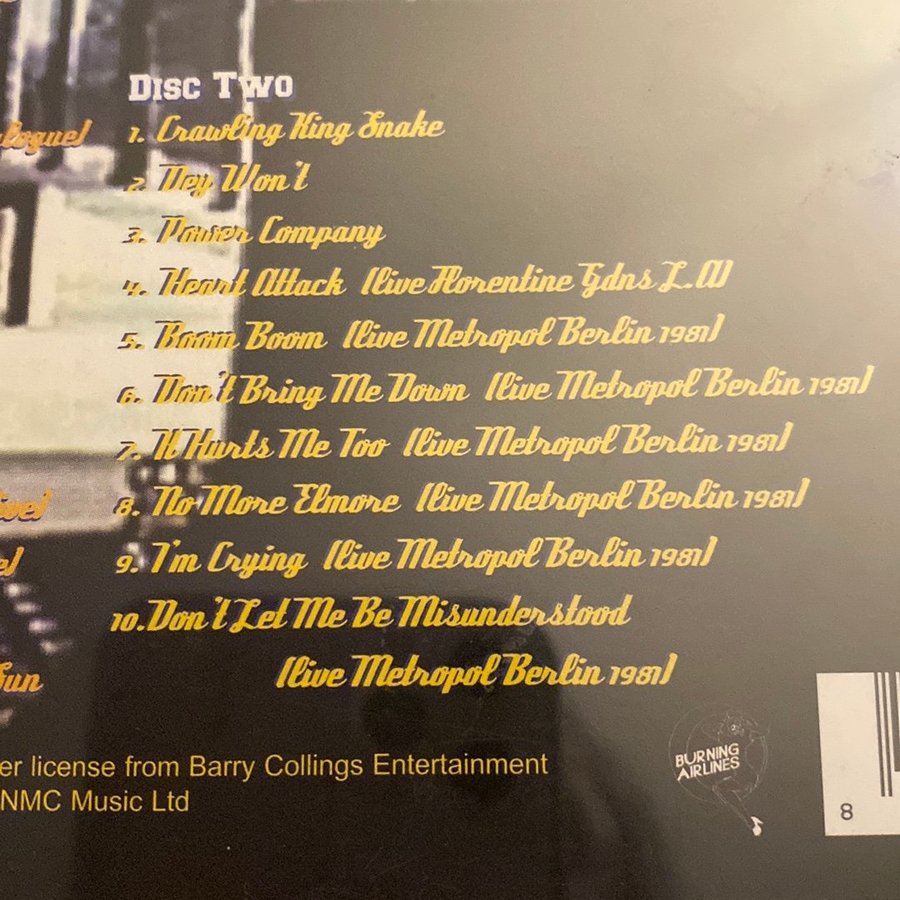 Disc Two
1. Crawling King Snake
2. Dey Won't
3. Power Company
4. Heart Attack (live Florentine Gdns L.A)
5. Boom Boom (live Metropol Berlin 1981)
6. Don't Bring Me Down (live Metropol Berlin 1981)
7. It Hurts Me Too (live Metropol Berlin 1981)
8. No More Elmore (live Metropol Berlin 1981)
9. I'm Crying (live Metropol Berlin 1981)
10. Don't Let Me Be Misunderstood
(live Metropol Berlin 1981)
er license from Barry Collings Entertainment
NMC Music Ltd
BURNING
AIRLINES
8